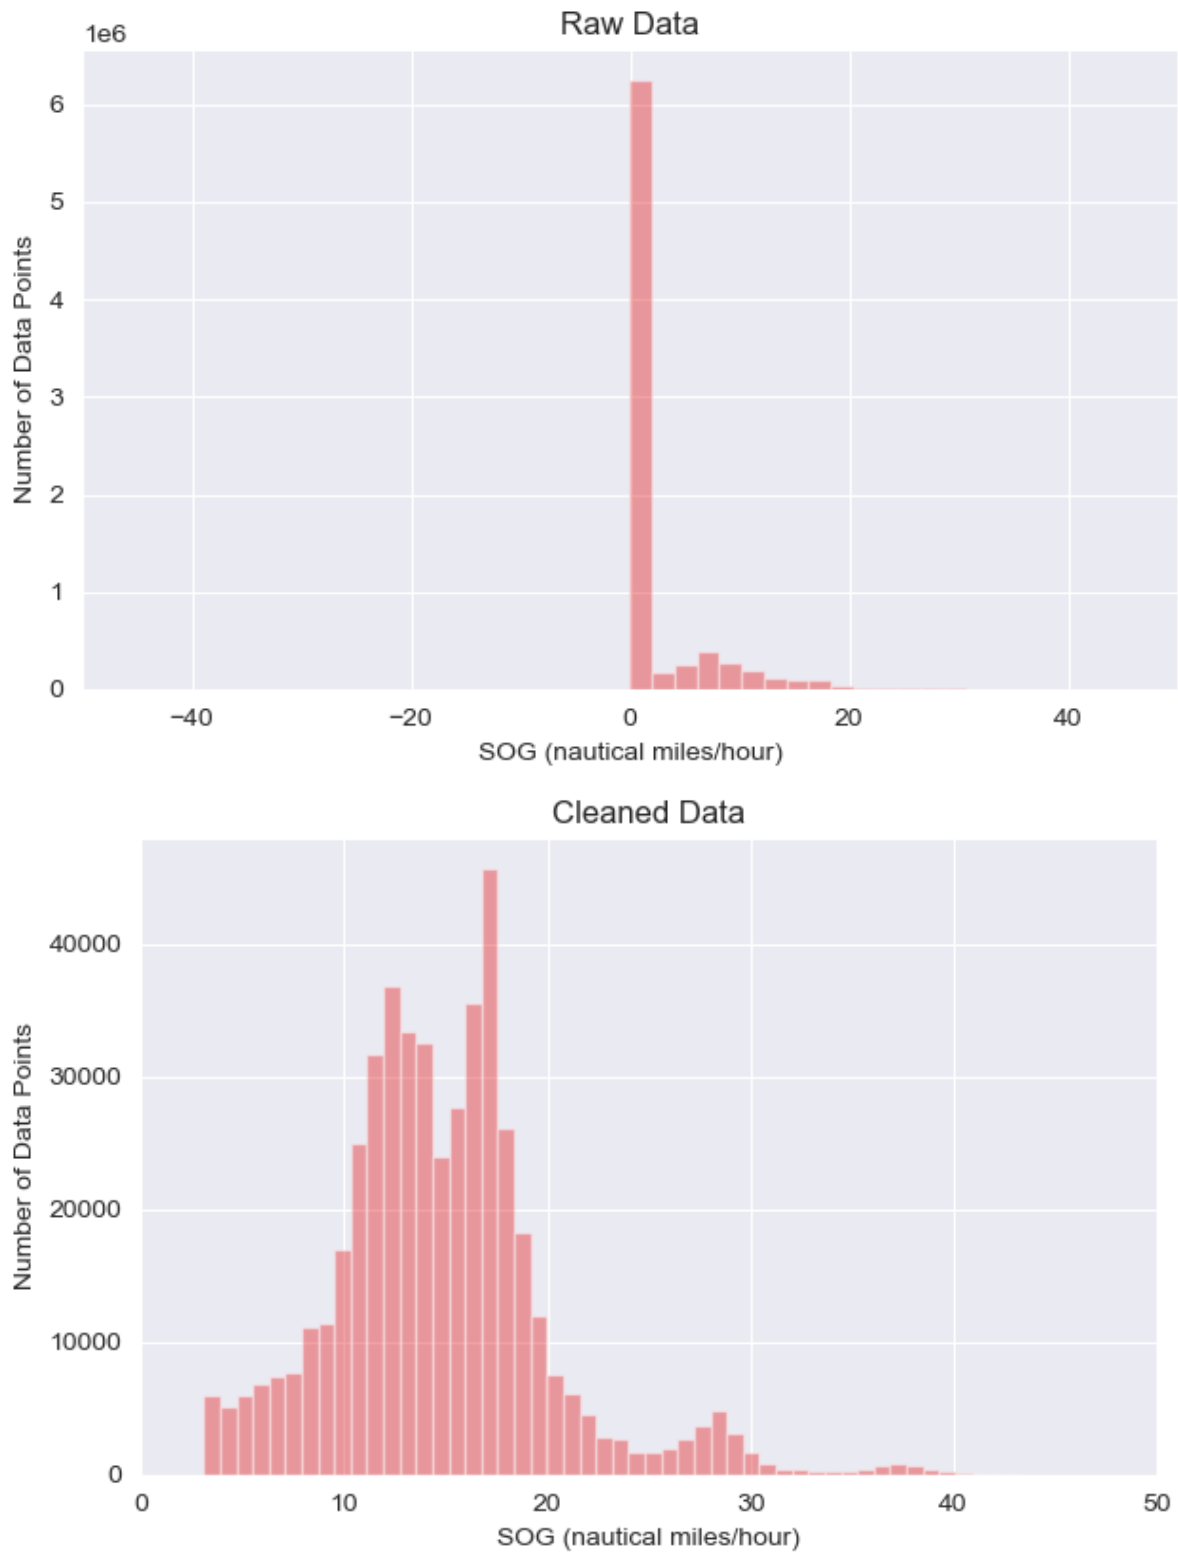 Raw Data
1e6
6
5
4
3
2
1
0
Number of Data Points
−40 −20 0 20 40
SOG (nautical miles/hour)
Cleaned Data
40000
30000
20000
10000
0
Number of Data Points
0 10 20 30 40 50
SOG (nautical miles/hour)